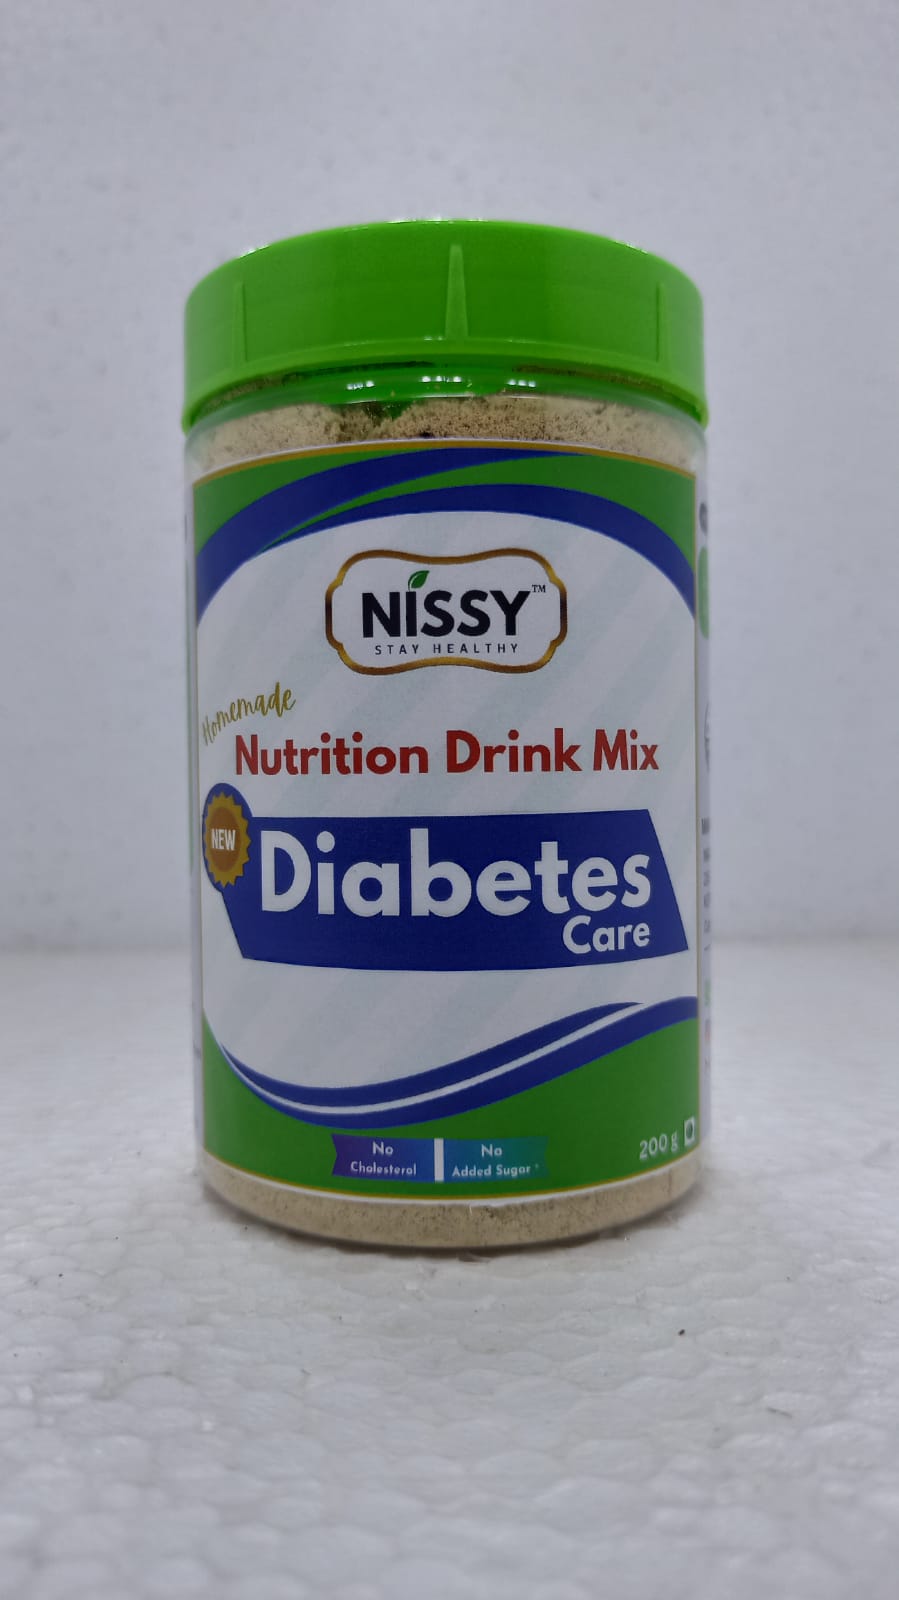 NISSY™
STAY HEALTHY
Homemade
Nutrition Drink Mix
NEW
Diabetes
Care
No
Cholesterol
No
Added Sugar*
200 g